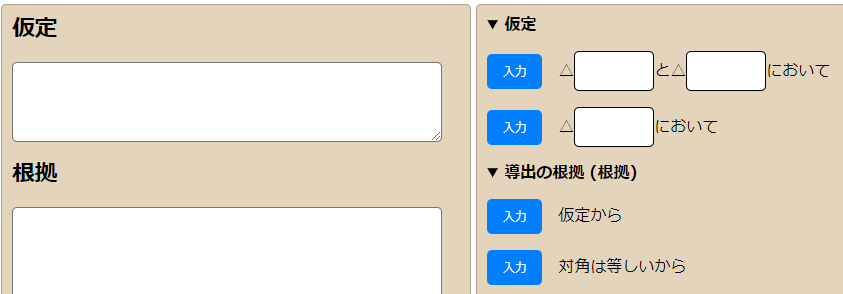 仮定
根拠
▼ 仮定
入力 △ と△ において
入力 △ において
▼ 導出の根拠 (根拠)
入力 仮定から
入力 対角は等しいから